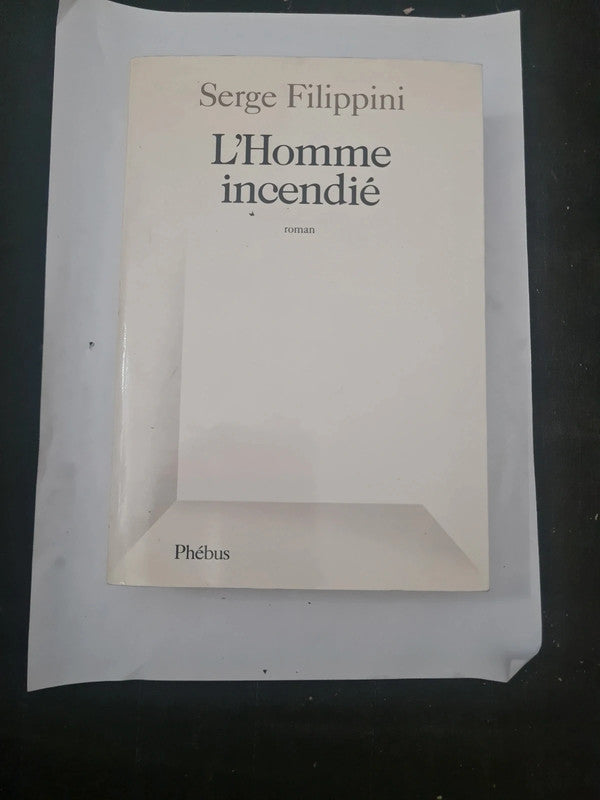 Serge Filippini
L'Homme
incendié
roman
Phébus